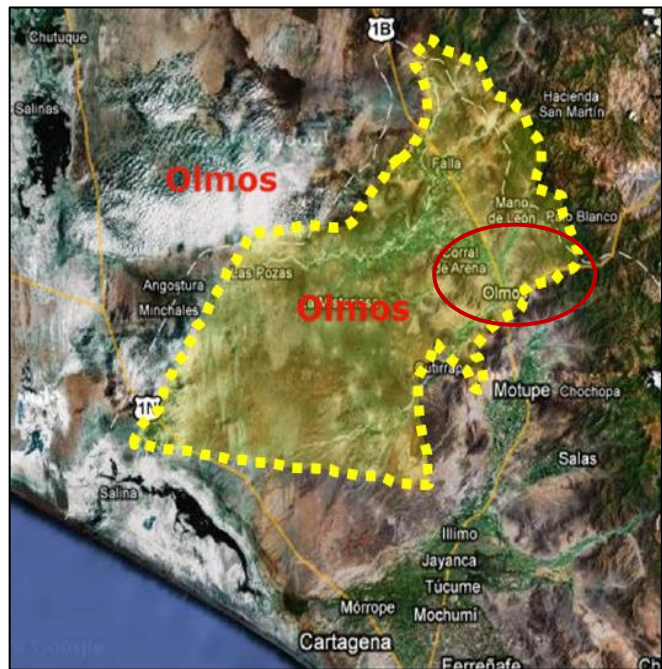 Chutuque
1B
Salinas
Hacienda
San Martín
Olmos
Falla
Mano
de León
Palo Blanco
Corral
de Arena
Las Pozas
Angostura
Olmos
Olmos
Minchales
1N
Motupe
Chochopa
Salas
Salina
Illimo
Jayanca
Túcume
Mórrope
Mochumí
Cartagena
Ferreñafe